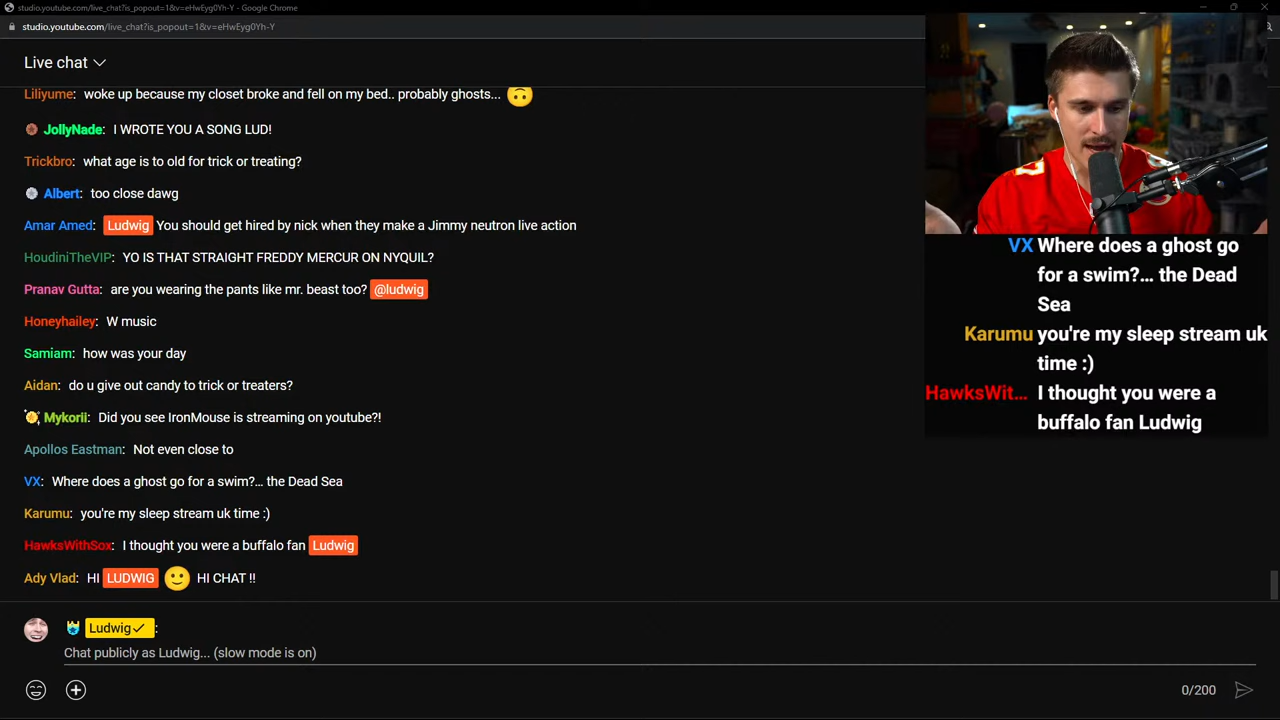 studio.youtube.com/live_chat?is_popout=1&v=eHwEyg0Yh-Y - Google Chrome
studio.youtube.com/live_chat?is_popout=1&v=eHwEyg0Yh-Y
Live chat
Liliyume: woke up because my closet broke and fell on my bed.. probably ghosts...
JollyNade: I WROTE YOU A SONG LUD!
Trickbro: what age is to old for trick or treating?
Albert: too close dawg
Amar Amed: Ludwig You should get hired by nick when they make a Jimmy neutron live action
HoudiniTheVIP: YO IS THAT STRAIGHT FREDDY MERCUR ON NYQUIL?
Pranav Gutta: are you wearing the pants like mr. beast too? @ludwig
Honeyhailey: W music
Samiam: how was your day
Aidan: do u give out candy to trick or treaters?
Mykorii: Did you see IronMouse is streaming on youtube?!
Apollos Eastman: Not even close to
VX: Where does a ghost go for a swim?... the Dead Sea
Karumu: you're my sleep stream uk time :)
HawksWithSox: I thought you were a buffalo fan Ludwig
Ady Vlad: HI LUDWIG 🙂 HI CHAT !!
Ludwig ✓:
Chat publicly as Ludwig... (slow mode is on)
0/200
VX Where does a ghost go
for a swim?... the Dead
Sea
Karumu you're my sleep stream uk
time :)
HawksWit... I thought you were a
buffalo fan Ludwig